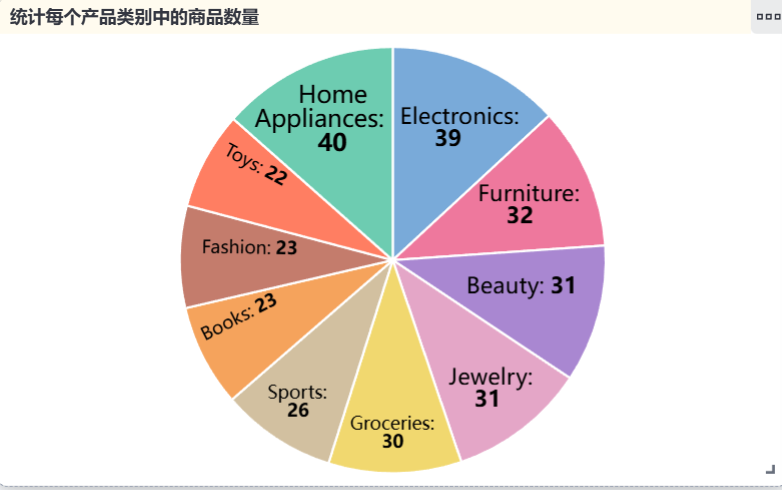 统计每个产品类别中的商品数量
Home
Appliances:
40
Electronics:
39
Furniture:
32
Beauty: 31
Jewelry:
31
Groceries:
30
Sports:
26
Books: 23
Fashion: 23
Toys: 22